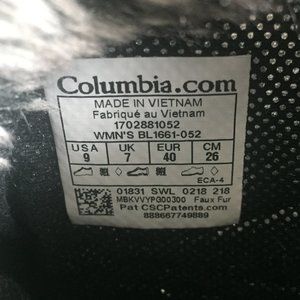 Columbia.com
MADE IN VIETNAM
Fabriqué au Vietnam
1702881052
WMN'S BL1661-052
USA UK EUR CM
9 7 40 26
ECA-4
01831 SWL 0218 218
MBKVVYPG00300 Faux Fur
Pat CSCPatents.com
888667749889